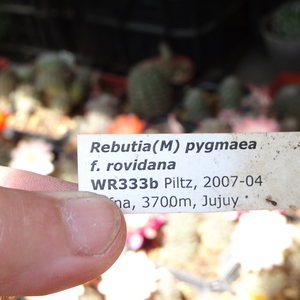 Rebutia(M) pygmaea
f. rovidana
WR333b Piltz, 2007-04
3700m, Jujuy